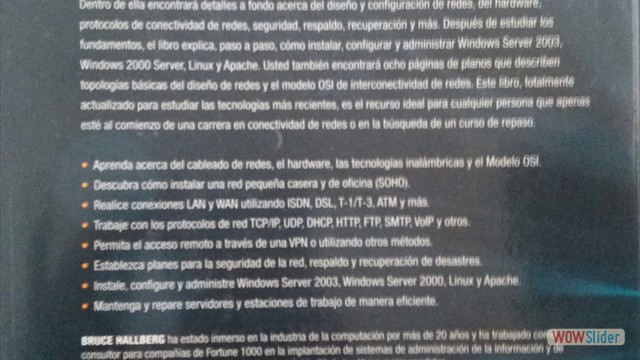 Dentro de ella encontrará detalles a fondo acerca del diseño y configuración de redes, del hardware,
protocolos de conectividad de redes, seguridad, respaldo, recuperación y más. Después de estudiar los
fundamentos, el libro explica, paso a paso, cómo instalar, configurar y administrar Windows Server 2003,
Windows 2000 Server, Linux y Apache. Usted también encontrará ocho páginas de planos que describen
topologías básicas del diseño de redes y el modelo OSI de interconectividad de redes. Este libro, totalmente
actualizado para estudiar las tecnologías más recientes, es el recurso ideal para cualquier persona que apenas
esté al comienzo de una carrera en conectividad de redes o en la búsqueda de un curso de repaso.
• Aprenda acerca del cableado de redes, el hardware, las tecnologías inalámbricas y el Modelo OSI.
• Descubra cómo instalar una red pequeña casera y de oficina (SOHO).
• Realice conexiones LAN y WAN utilizando ISDN, DSL, T-1/T-3, ATM y más.
• Trabaje con los protocolos de red TCP/IP, UDP, DHCP, HTTP, FTP, SMTP, VoIP y otros.
• Permita el acceso remoto a través de una VPN o utilizando otros métodos.
• Establezca planes para la seguridad de la red, respaldo y recuperación de desastres.
• Instale, configure y administre Windows Server 2003, Windows Server 2000, Linux y Apache.
• Mantenga y repare servidores y estaciones de trabajo de manera eficiente.
BRUCE HALLBERG ha estado inmerso en la industria de la computación por más de 20 años y ha trabajado como
consultor para compañías de Fortune 1000 en la implantación de sistemas de administración de la información y de
WOWSlider